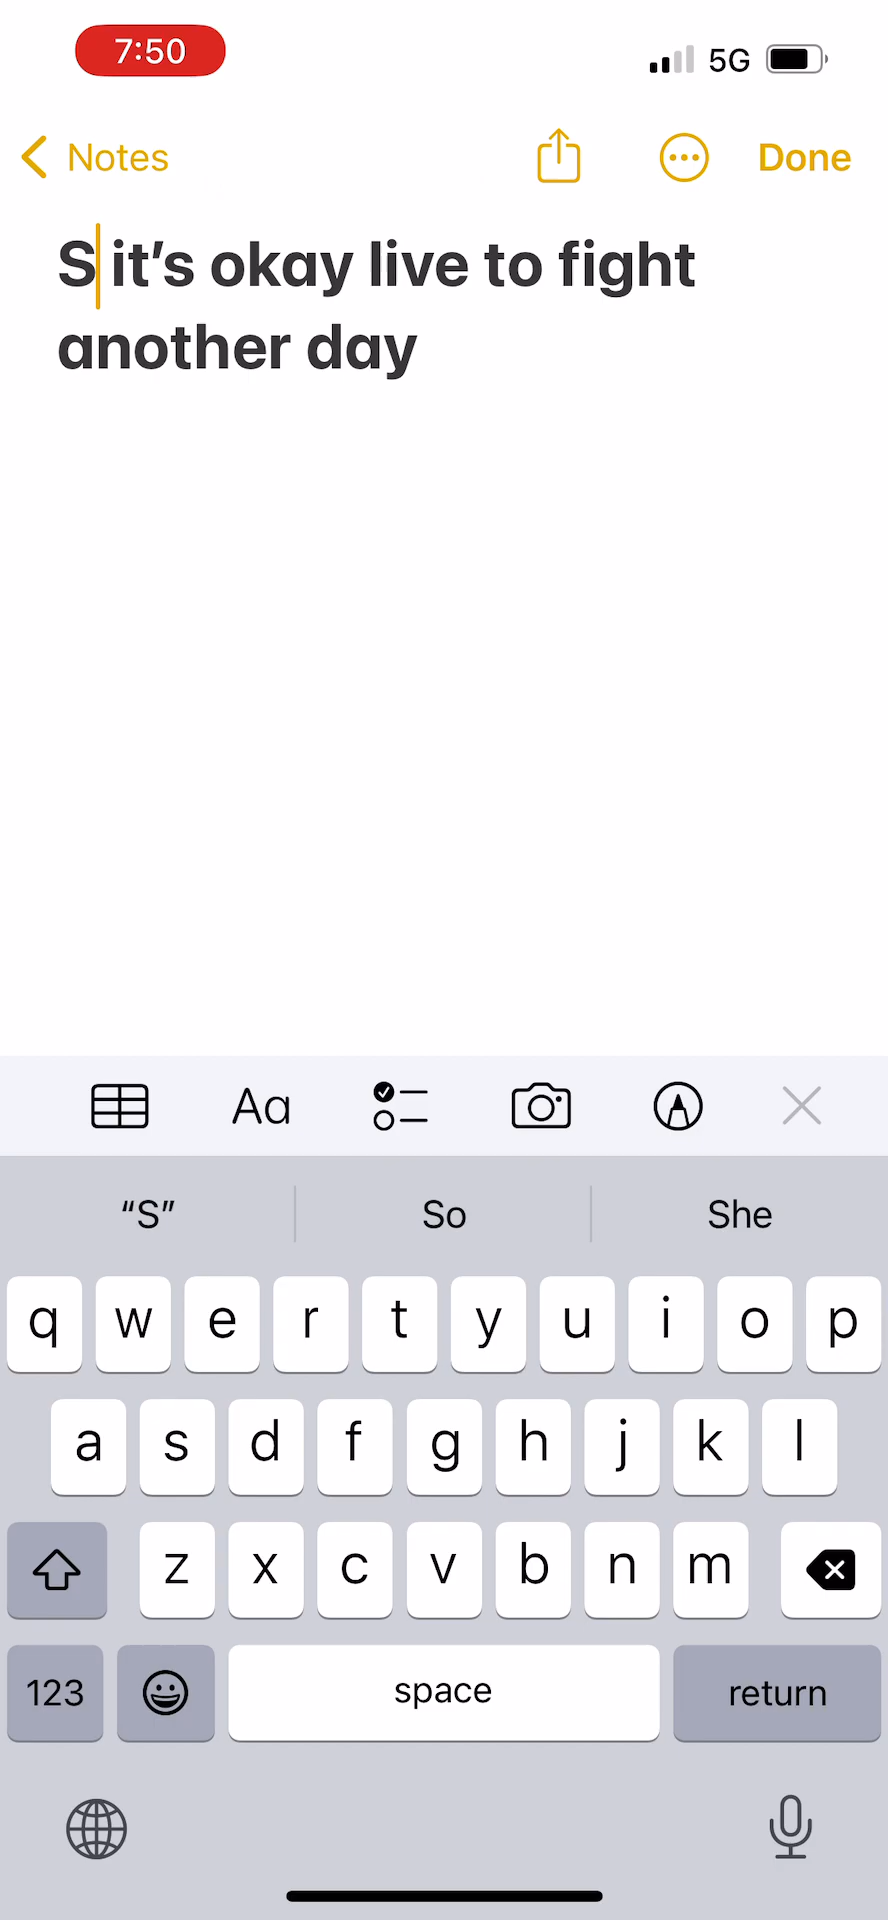 7:50 5G
Notes Done
S it’s okay live to fight
another day
Aa
“S” So She
q w e r t y u i o p
a s d f g h j k l
z x c v b n m
123 space return